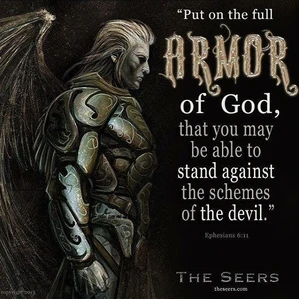 “Put on the full
ARMOR
of God,
that you may
be able to
stand against
the schemes
of the devil.”
Ephesians 6:11
THE SEERS
theseers.com